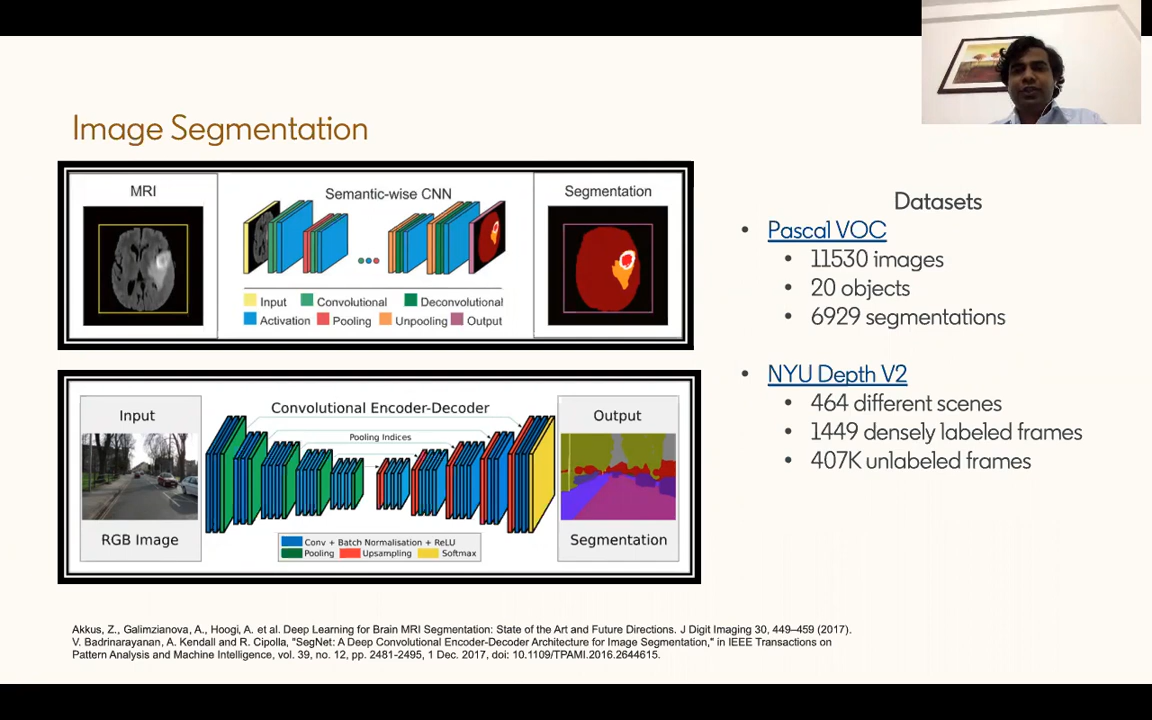 Image Segmentation
MRI
Semantic-wise CNN
Segmentation
Input
Convolutional
Deconvolutional
Activation
Pooling
Unpooling
Output
Input
Convolutional Encoder-Decoder
Output
Pooling Indices
RGB Image
Conv + Batch Normalisation + ReLU
Pooling
Upsampling
Softmax
Segmentation
Datasets
• Pascal VOC
• 11530 images
• 20 objects
• 6929 segmentations
• NYU Depth V2
• 464 different scenes
• 1449 densely labeled frames
• 407K unlabeled frames
Akkus, Z., Galimzianova, A., Hoogi, A. et al. Deep Learning for Brain MRI Segmentation: State of the Art and Future Directions. J Digit Imaging 30, 449–459 (2017).
V. Badrinarayanan, A. Kendall and R. Cipolla, "SegNet: A Deep Convolutional Encoder-Decoder Architecture for Image Segmentation," in IEEE Transactions on
Pattern Analysis and Machine Intelligence, vol. 39, no. 12, pp. 2481-2495, 1 Dec. 2017, doi: 10.1109/TPAMI.2016.2644615.